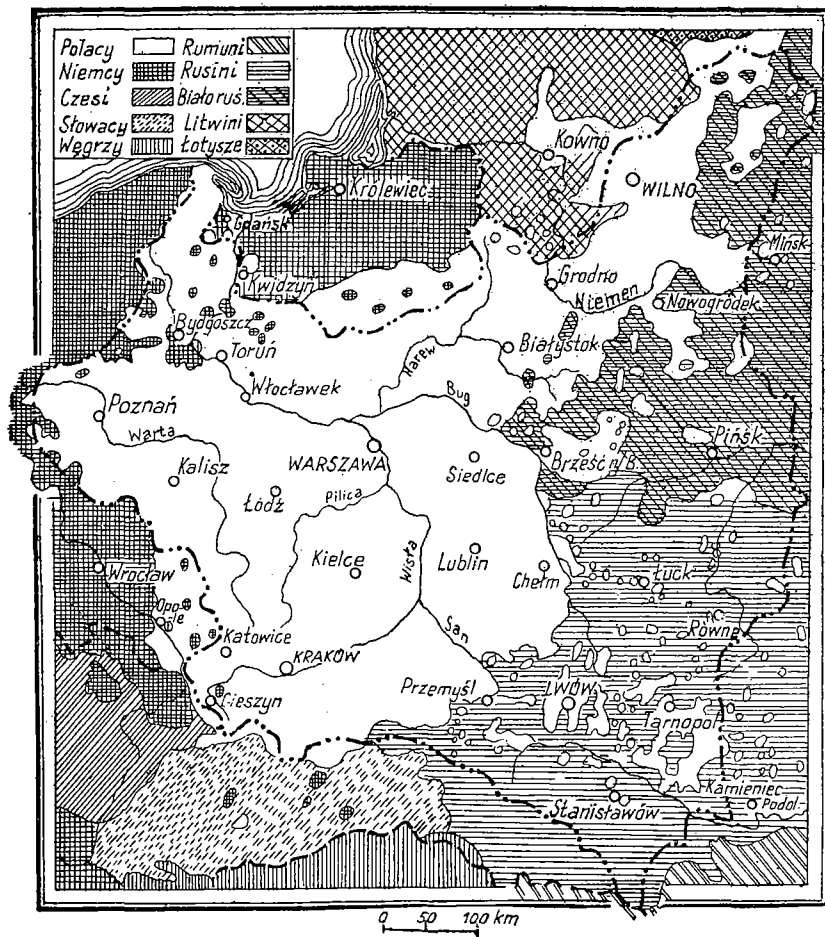 Polacy Rumuni
Niemcy Rusini
Czesi Białoruś.
Słowacy Litwini
Węgrzy Łotysze
Kowno
WILNO
Królewiec
Gdańsk
Mińsk
Kwidzyn
Grodno
Niemen
Nowogródek
Bydgoszcz
Toruń
Białystok
Narew
Włocławek
Bug
Poznań
Warta
WARSZAWA
Pińsk
Brześć n/B.
Siedlce
Kalisz
Łódź
Pilica
Wisła
Kielce
Lublin
Wrocław
Chełm
Łuck
Opo-
le
Równe
San
Katowice
KRAKÓW
Przemyśl
LWÓW
Cieszyn
Tarnopol
Kamieniec
Podol.
Stanisławów
0 50 100 km